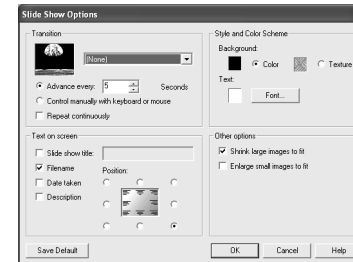 Slide Show Options
Transition
(None)
Advance every: 5 Seconds
Control manually with keyboard or mouse
Repeat continuously
Text on screen
Slide show title:
Filename
Date taken
Description
Position:
Style and Color Scheme
Background:
Color
Texture
Text:
Font...
Other options
Shrink large images to fit
Enlarge small images to fit
Save Default
OK
Cancel
Help